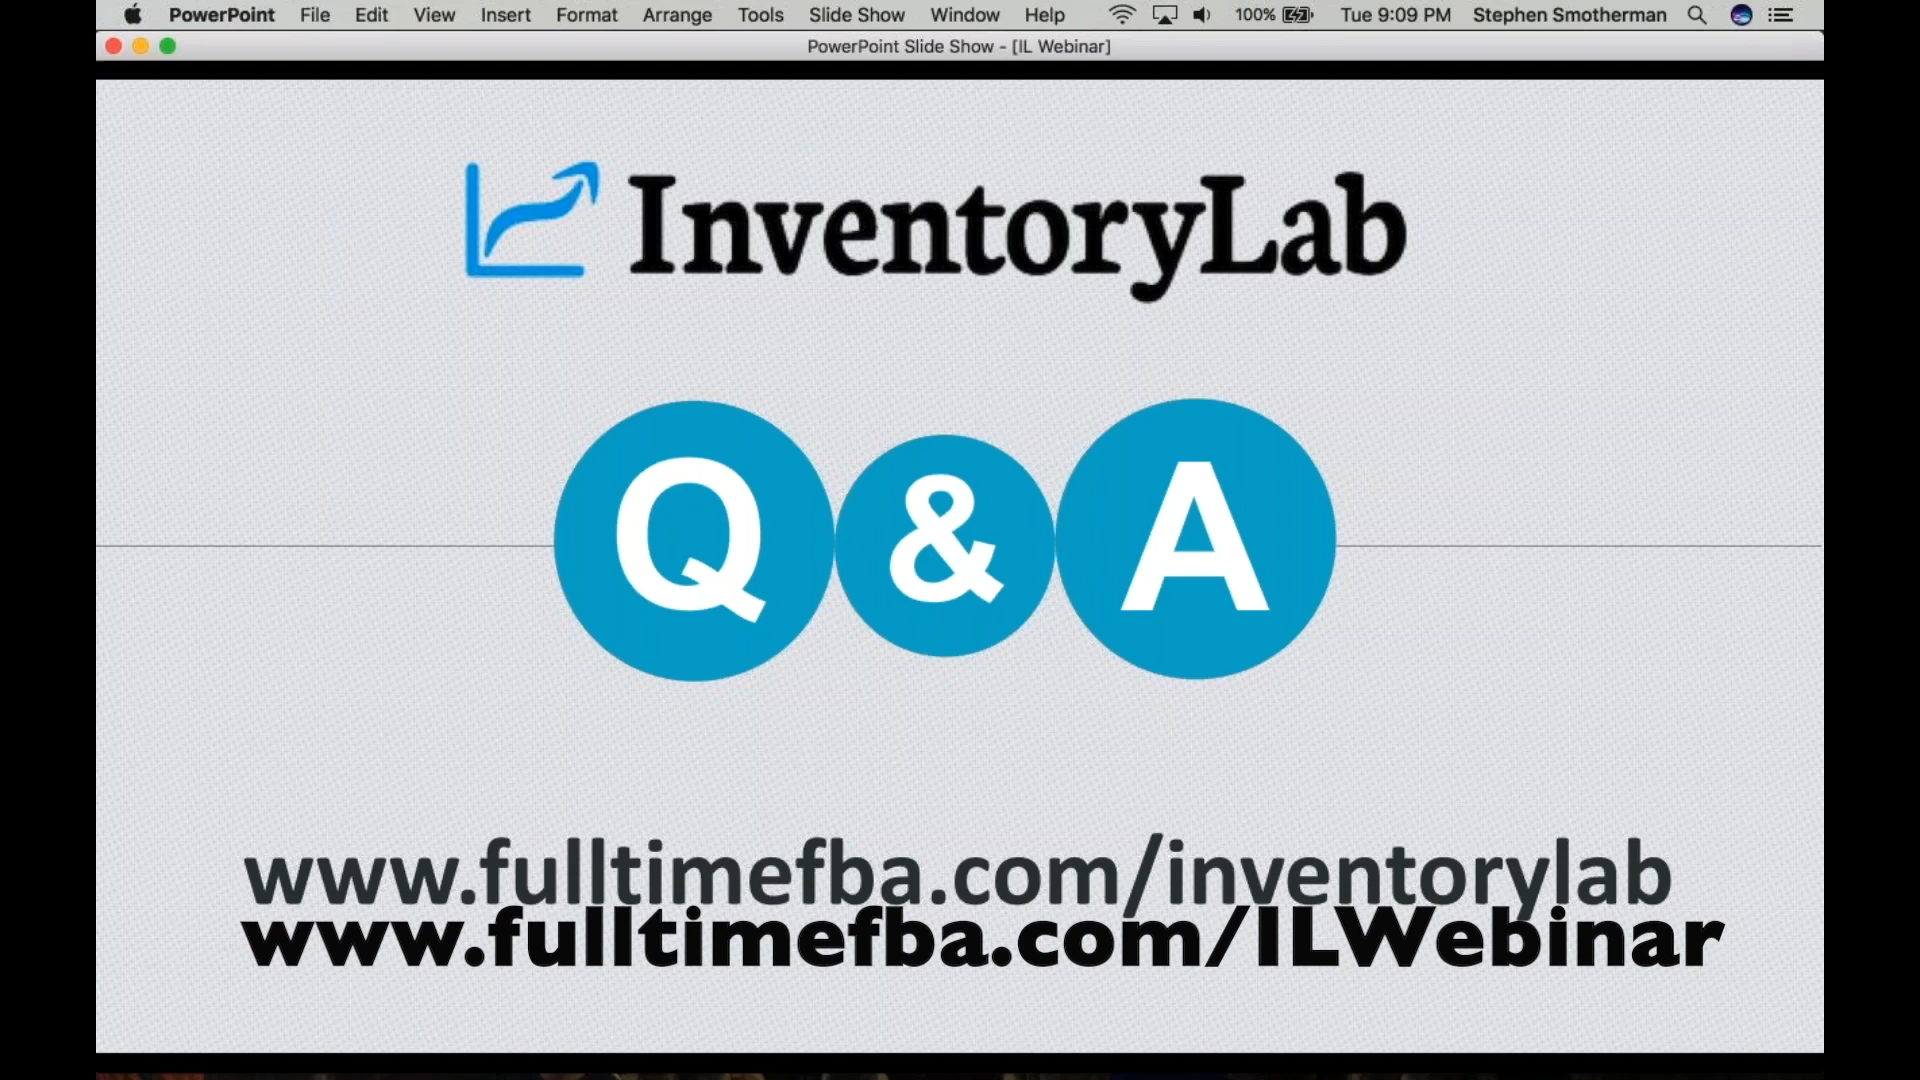 PowerPoint File Edit View Insert Format Arrange Tools Slide Show Window Help 100% Tue 9:09 PM Stephen Smotherman
PowerPoint Slide Show - [IL Webinar]
InventoryLab
Q & A
www.fulltimefba.com/inventorylab
www.fulltimefba.com/ILWebinar